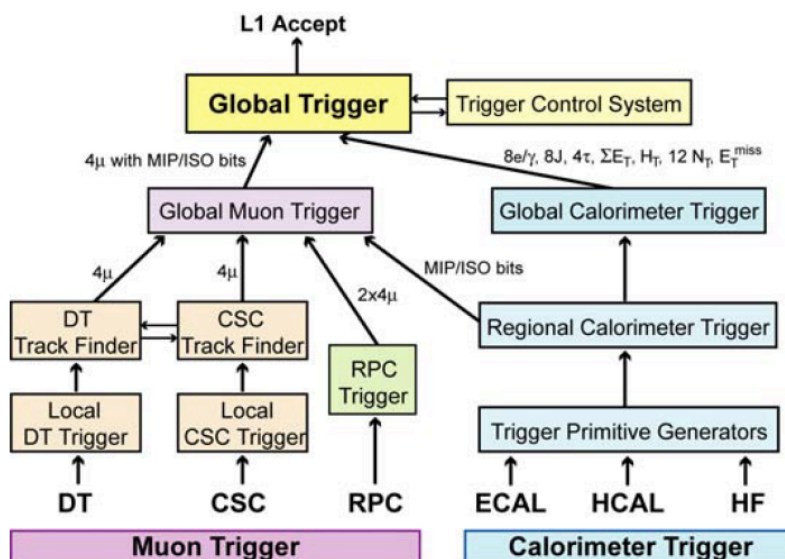 L1 Accept
Global Trigger
Trigger Control System
4μ with MIP/ISO bits
8e/γ, 8J, 4τ, ΣE_T, H_T, 12 N_T, E_T^miss
Global Muon Trigger
Global Calorimeter Trigger
4μ
4μ
2x4μ
MIP/ISO bits
DT
Track Finder
CSC
Track Finder
Regional Calorimeter Trigger
RPC
Trigger
Local
DT Trigger
Local
CSC Trigger
Trigger Primitive Generators
DT
CSC
RPC
ECAL
HCAL
HF
Muon Trigger
Calorimeter Trigger